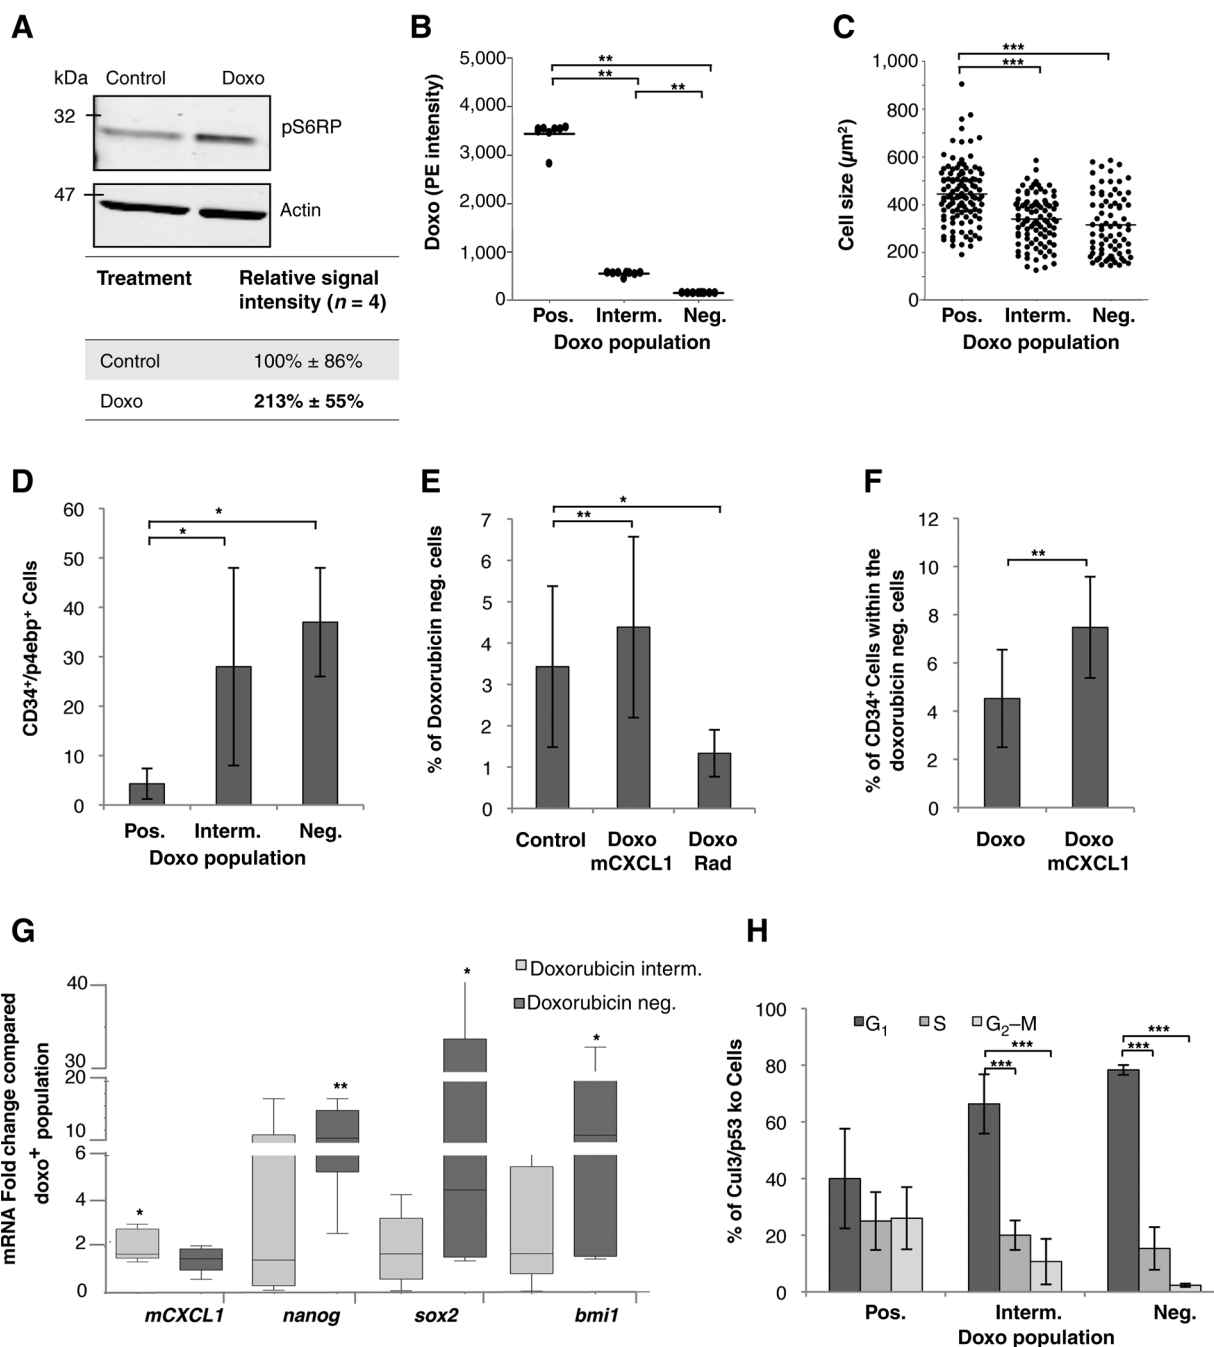 A
kDa Control Doxo
32
pS6RP
47
Actin
Treatment Relative signal
intensity (n = 4)
Control 100% ± 86%
Doxo 213% ± 55%
B
Doxo (PE intensity)
5,000
4,000
3,000
2,000
1,000
0
**
**
**
Pos. Interm. Neg.
Doxo population
C
Cell size (µm²)
1,000
800
600
400
200
0
***
***
Pos. Interm. Neg.
Doxo population
D
CD34⁺/p4ebp⁺ Cells
60
50
40
30
20
10
0
*
*
Pos. Interm. Neg.
Doxo population
E
% of Doxorubicin neg. cells
7
6
5
4
3
2
1
0
*
**
Control Doxo Doxo
mCXCL1 Rad
F
% of CD34⁺ Cells within the
doxorubicin neg. cells
12
10
8
6
4
2
0
**
Doxo Doxo
mCXCL1
G
mRNA Fold change compared
doxo⁺ population
40
30
20
10
6
4
2
0
Doxorubicin interm.
Doxorubicin neg.
*
**
*
*
mCXCL1 nanog sox2 bmi1
H
% of Cul3/p53 ko Cells
100
80
60
40
20
0
G₁ S G₂–M
***
***
***
***
Pos. Interm. Neg.
Doxo population